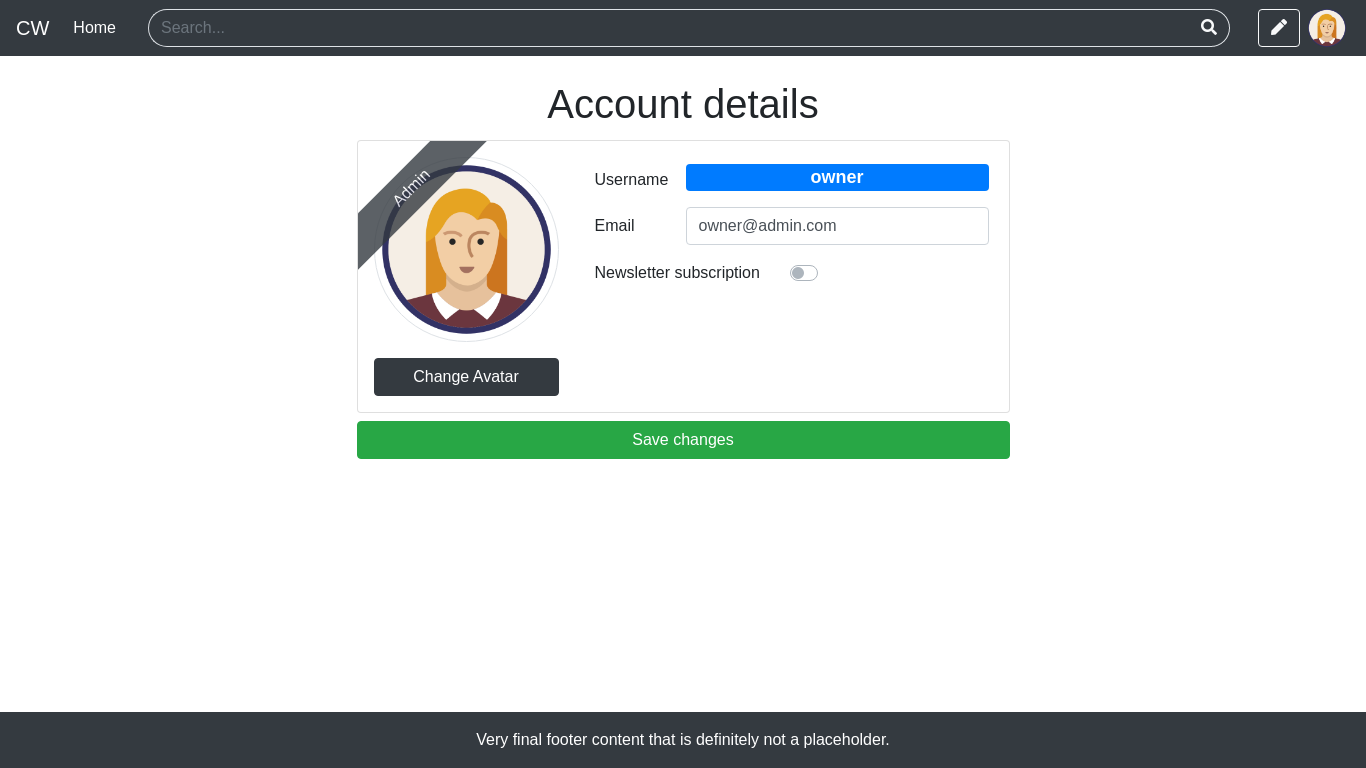 CW Home Search...
Account details
Admin
Username owner
Email owner@admin.com
Newsletter subscription
Change Avatar
Save changes
Very final footer content that is definitely not a placeholder.